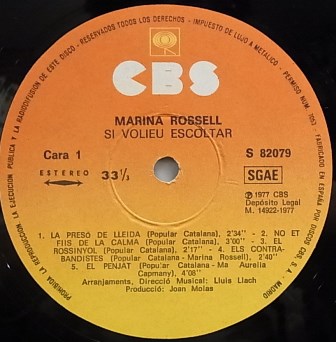 RESERVADOS TODOS LOS DERECHOS - IMPUESTO DE LUJO A METALICO - PERMISO NUM. 7053
CBS
MARINA ROSSELL
SI VOLIEU ESCOLTAR
Cara 1
ESTEREO
33⅓
S 82079
SGAE
℗ 1977 CBS
Depósito Legal
M. 14922-1977
1. LA PRESÓ DE LLEIDA (Popular Catalana), 2'34" - 2. NO ET
FIIS DE LA CALMA (Popular Catalana), 3'00" - 3. EL
ROSSINYOL (Popular Catalana), 2'17" - 4. ELS CONTRA-
BANDISTES (Popular Catalana - Marina Rossell), 2'40"
5. EL PENJAT (Popular Catalana- Ma Aurelia
Capmany), 4'08"
Arranjaments, Direcció Musical: Lluis Llach
Producció: Joan Molas
PROHIBIDA LA REPRODUCCION, LA EJECUCION PUBLICA Y LA RADIODIFUSION DE ESTE DISCO -
FABRICADO POR DISCOS CBS, S. A. MADRID